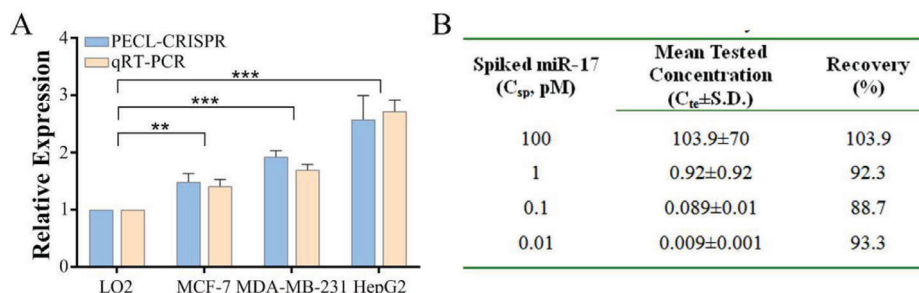 A
PECL-CRISPR
qRT-PCR
Relative Expression
4
3
2
1
0
***
***
**
LO2 MCF-7 MDA-MB-231 HepG2
B
Spiked miR-17 (Csp, pM)
Mean Tested Concentration (Cte±S.D.)
Recovery (%)
100 103.9±70 103.9
1 0.92±0.92 92.3
0.1 0.089±0.01 88.7
0.01 0.009±0.001 93.3